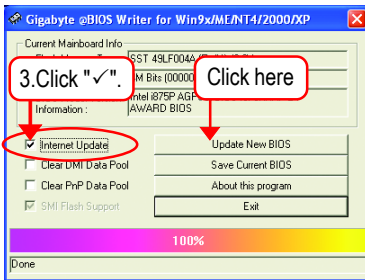 Gigabyte @BIOS Writer for Win9x/ME/NT4/2000/XP
Current Mainboard Info
SST 49LF004A
3.Click "✓".
Click here
M Bits (00000
Intel i875P AGP
Information :
AWARD BIOS
Internet Update
Update New BIOS
Clear DMI Data Pool
Save Current BIOS
Clear PnP Data Pool
About this program
SMI Flash Support
Exit
100%
Done